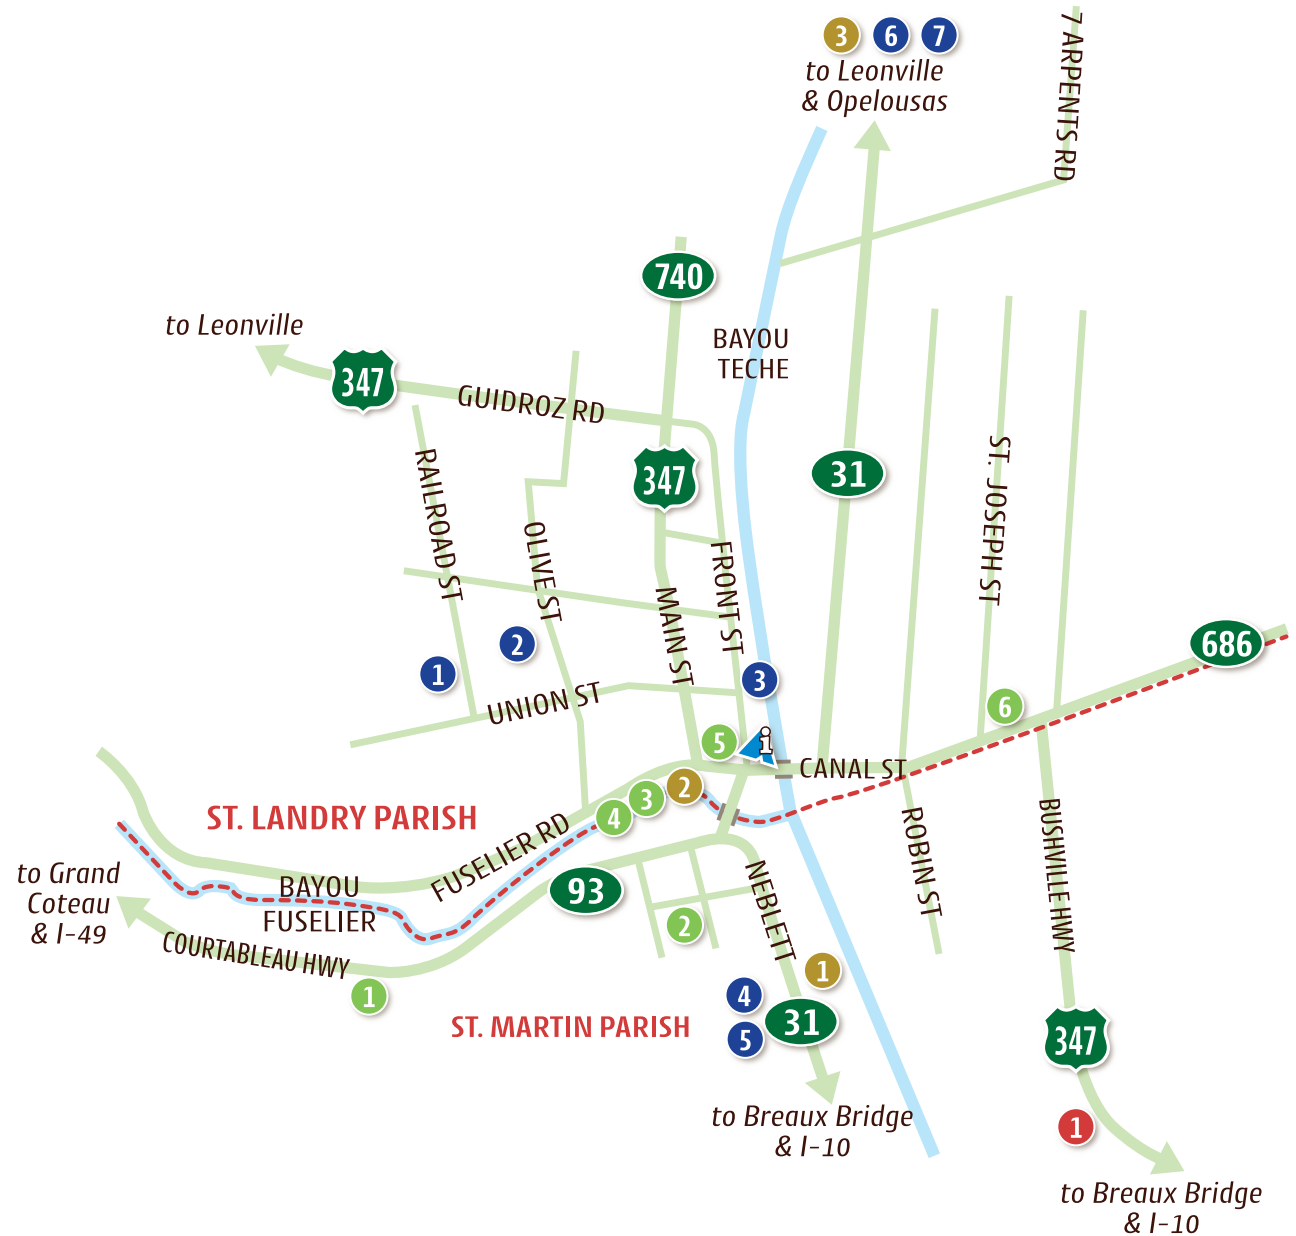 3 6 7
to Leonville
& Opelousas
7 ARPENTS RD
740
to Leonville
347
GUIDROZ RD
BAYOU
TECHE
RAILROAD ST
347
31
ST. JOSEPH ST
OLIVE ST
FRONT ST
MAIN ST
686
2
1
3
UNION ST
6
5
i
CANAL ST
2
3
4
ST. LANDRY PARISH
FUSELIER RD
ROBIN ST
BUSHVILLE HWY
to Grand
Coteau
& I-49
BAYOU
FUSELIER
93
NEBLETT
2
COURTABLEAU HWY
1
1
4
5
31
ST. MARTIN PARISH
347
to Breaux Bridge
& I-10
1
to Breaux Bridge
& I-10